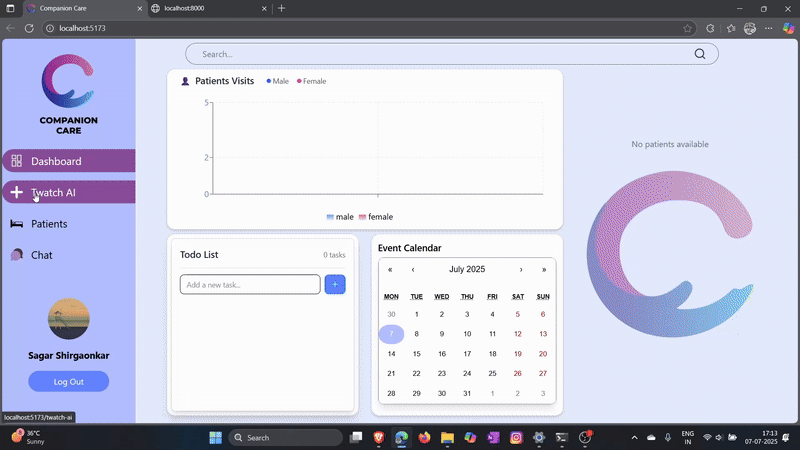 Companion Care
localhost:8000
localhost:5173
COMPANION
CARE
Dashboard
Twatch AI
Patients
Chat
Sagar Shirgaonkar
Log Out
localhost:5173/twatch-ai
Search...
Patients Visits
Male
Female
5
2
0
male
female
Todo List
0 tasks
Add a new task...
+
Event Calendar
« ‹ July 2025 › »
MON TUE WED THU FRI SAT SUN
30 1 2 3 4 5 6
7 8 9 10 11 12 13
14 15 16 17 18 19 20
21 22 23 24 25 26 27
28 29 30 31 1 2 3
No patients available
36°C
Sunny
Search
ENG
IN
17:13
07-07-2025